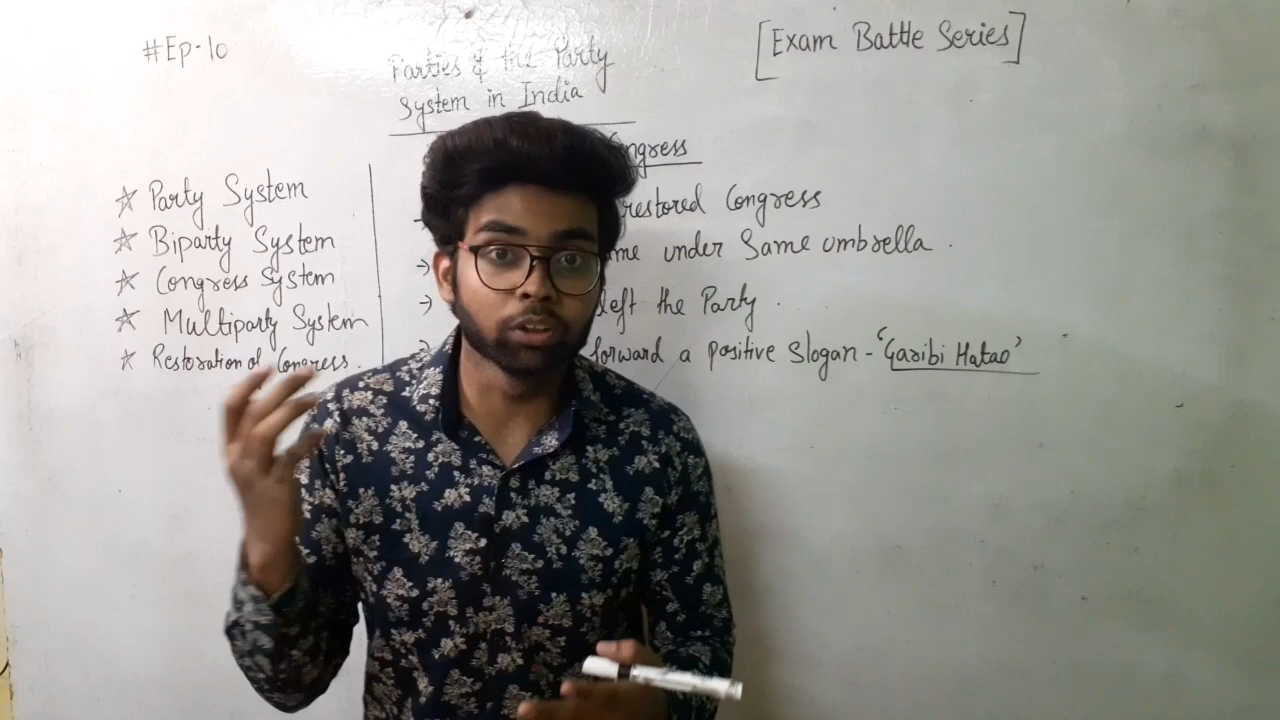 #Ep-10
[Exam Battle Series]
Parties & the Party
System in India
☆ Party System
☆ Biparty System
☆ Congress System
☆ Multiparty System
☆ Restoration of Congress.
ngress
restored Congress
→ me under Same umbrella.
→ left the Party.
forward a positive Slogan - 'Garibi Hatao'